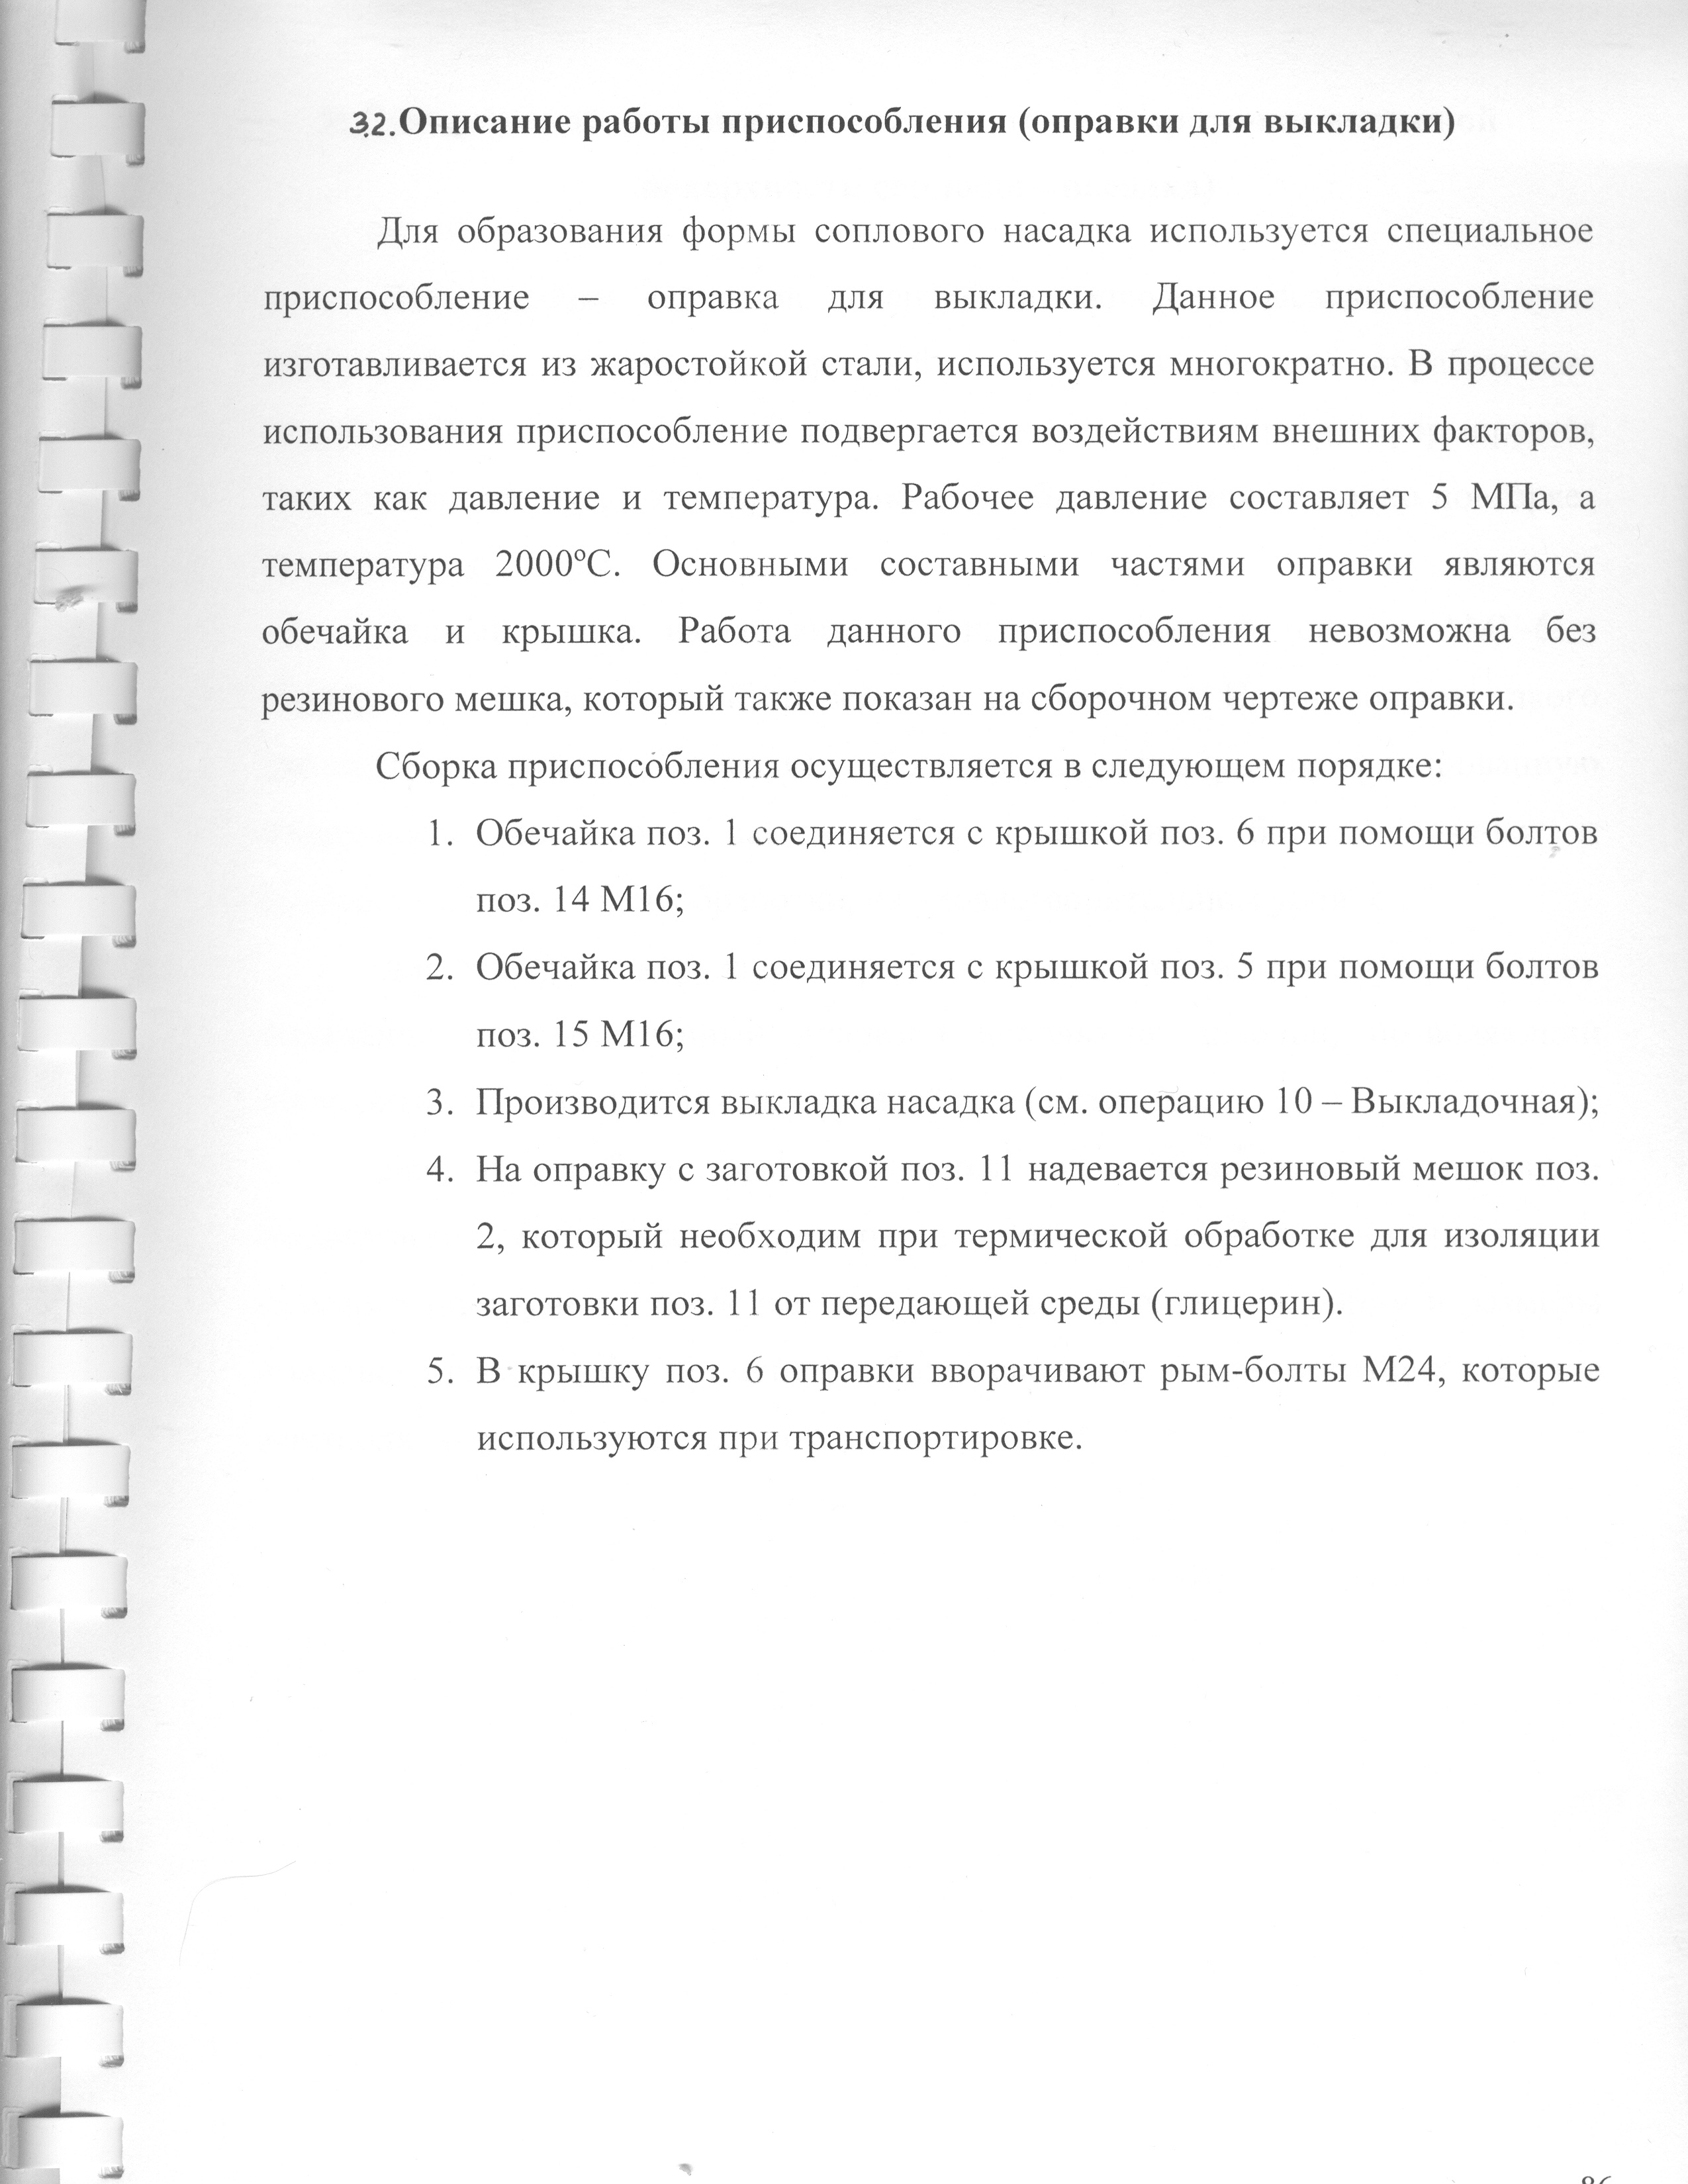 3.2. Описание работы приспособления (оправки для выкладки)
Для образования формы соплового насадка используется специальное
приспособление – оправка для выкладки. Данное приспособление
изготавливается из жаростойкой стали, используется многократно. В процессе
использования приспособление подвергается воздействиям внешних факторов,
таких как давление и температура. Рабочее давление составляет 5 МПа, а
температура 2000ºС. Основными составными частями оправки являются
обечайка и крышка. Работа данного приспособления невозможна без
резинового мешка, который также показан на сборочном чертеже оправки.
Сборка приспособления осуществляется в следующем порядке:
1. Обечайка поз. 1 соединяется с крышкой поз. 6 при помощи болтов
поз. 14 М16;
2. Обечайка поз. 1 соединяется с крышкой поз. 5 при помощи болтов
поз. 15 М16;
3. Производится выкладка насадка (см. операцию 10 – Выкладочная);
4. На оправку с заготовкой поз. 11 надевается резиновый мешок поз.
2, который необходим при термической обработке для изоляции
заготовки поз. 11 от передающей среды (глицерин).
5. В крышку поз. 6 оправки вворачивают рым-болты М24, которые
используются при транспортировке.